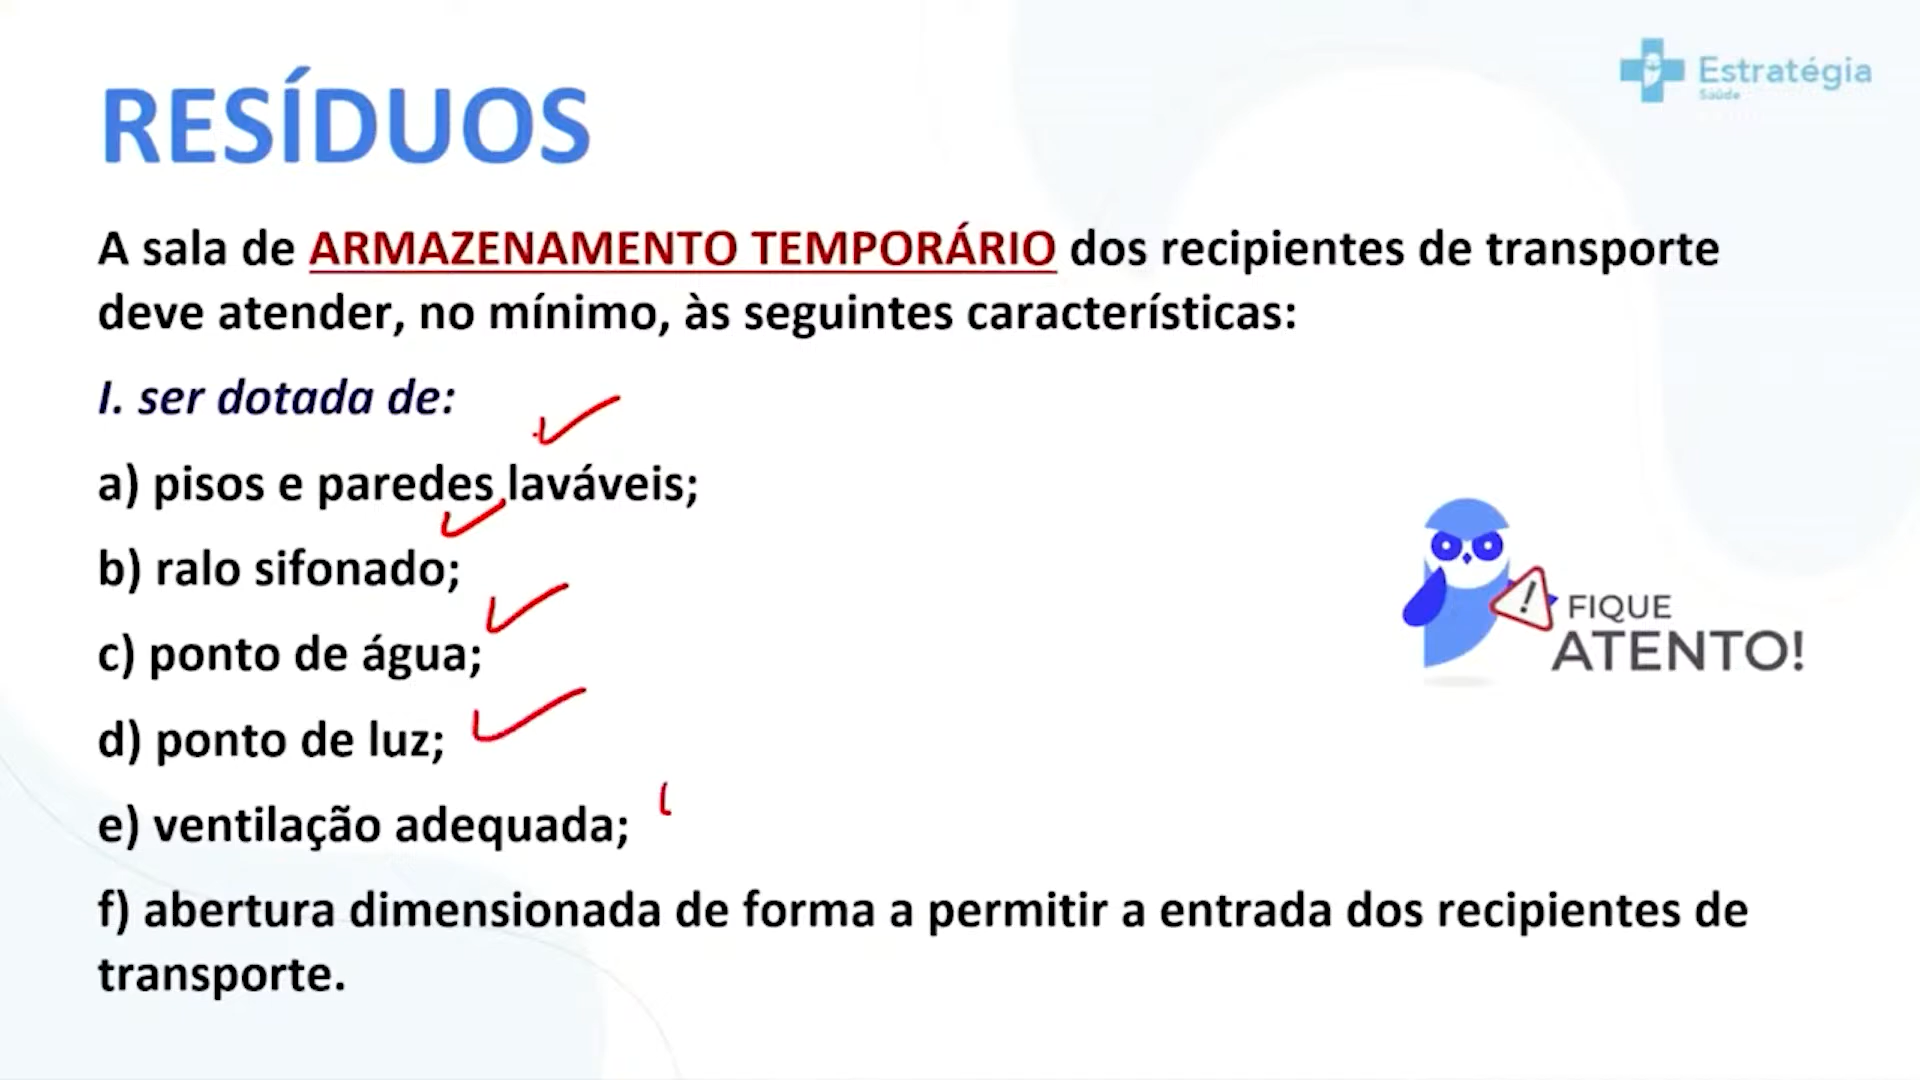 Estratégia
Saúde
RESÍDUOS
A sala de ARMAZENAMENTO TEMPORÁRIO dos recipientes de transporte
deve atender, no mínimo, às seguintes características:
I. ser dotada de:
a) pisos e paredes laváveis;
b) ralo sifonado;
c) ponto de água;
d) ponto de luz;
e) ventilação adequada;
f) abertura dimensionada de forma a permitir a entrada dos recipientes de
transporte.
!
FIQUE
ATENTO!